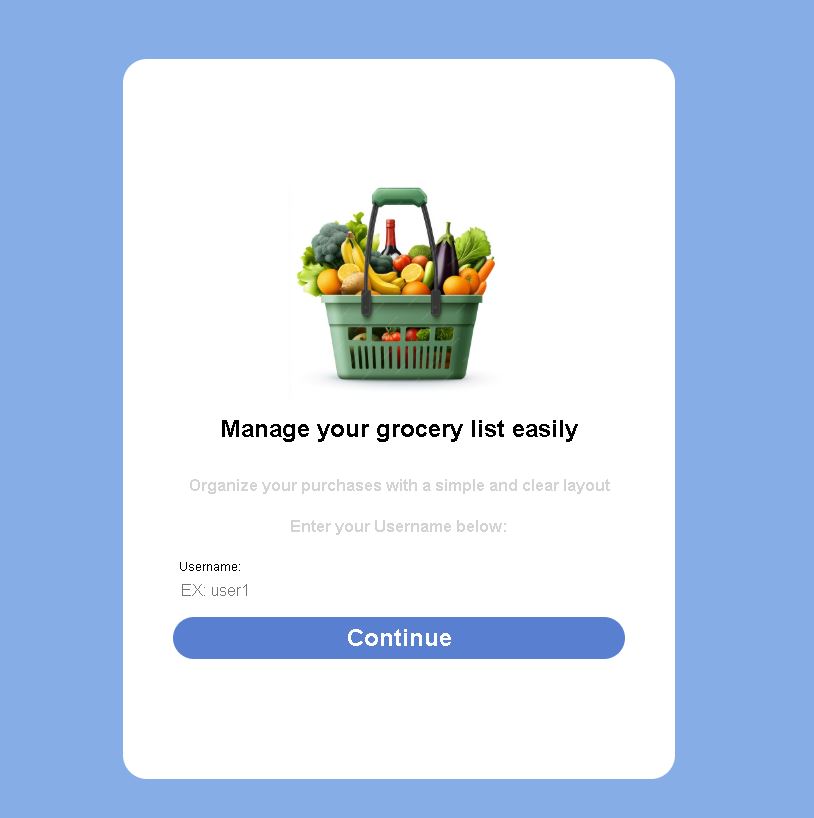 Manage your grocery list easily
Organize your purchases with a simple and clear layout
Enter your Username below:
Username:
EX: user1
Continue